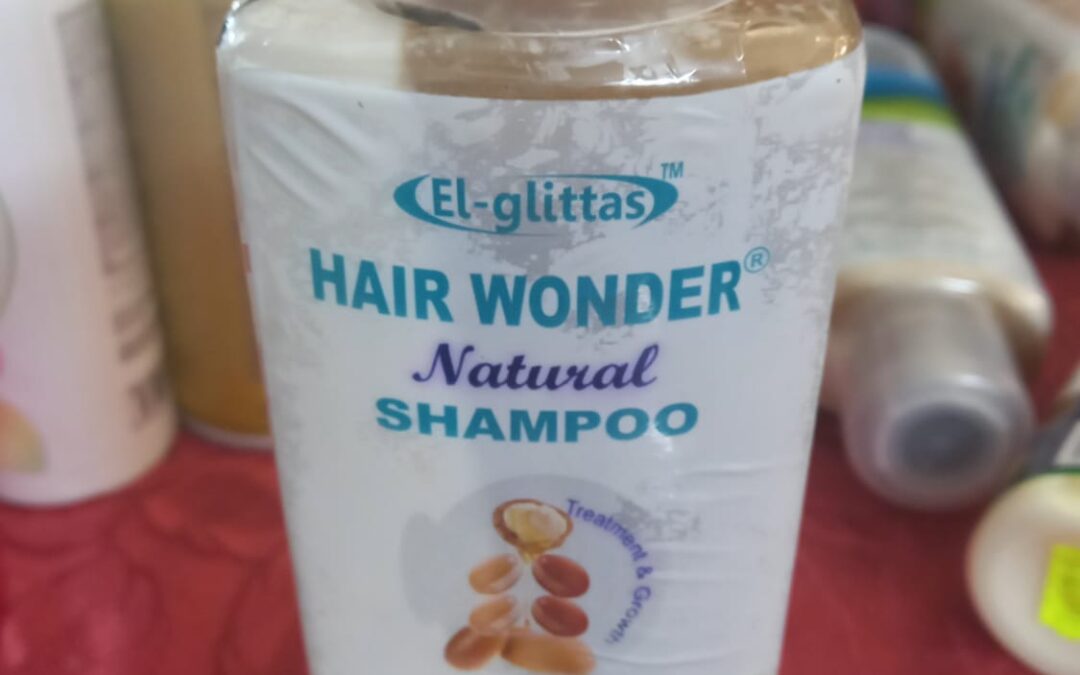 El-glittas™
HAIR WONDER®
Natural
SHAMPOO
Treatment & Growth